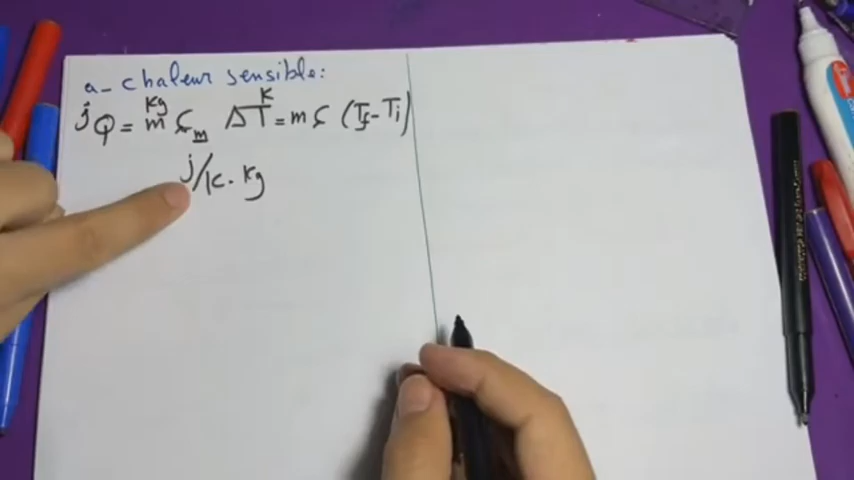 a- chaleur sensible:
j Kg K
Q = m Cm ΔT = m C (Tf - Ti)
j/K. Kg